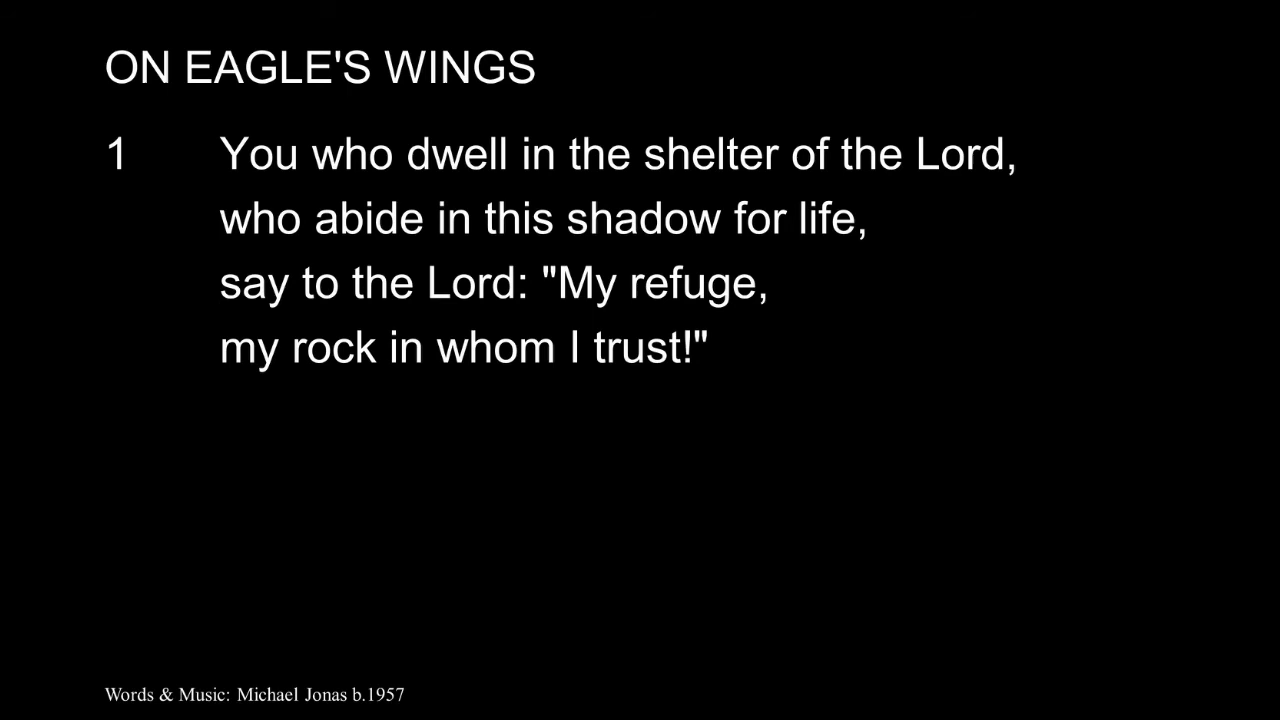 ON EAGLE'S WINGS
1 You who dwell in the shelter of the Lord,
who abide in this shadow for life,
say to the Lord: "My refuge,
my rock in whom I trust!"
Words & Music: Michael Jonas b.1957